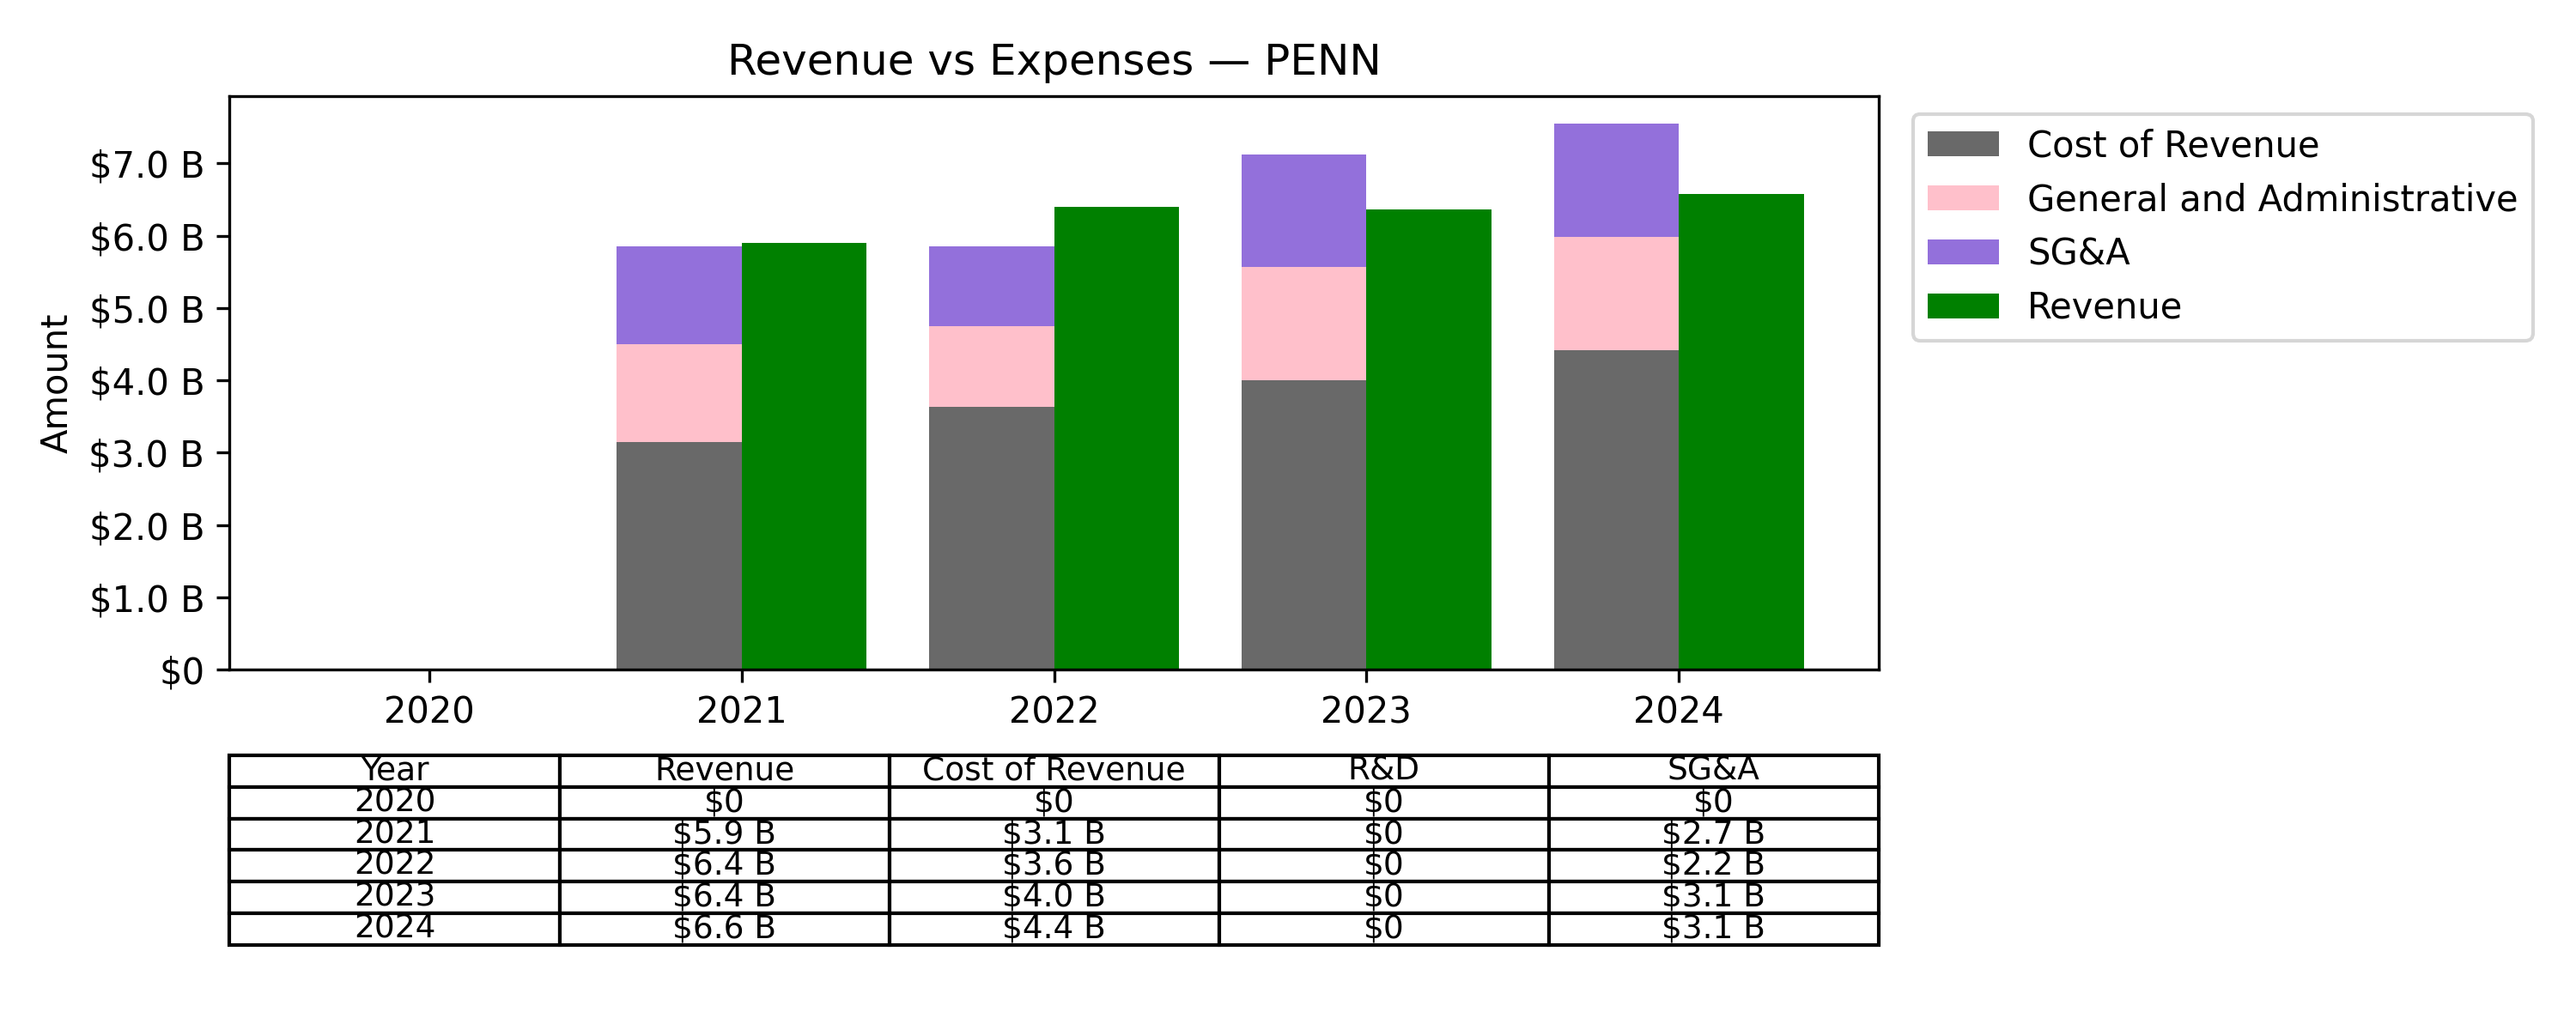 Revenue vs Expenses — PENN
Amount
$7.0 B
$6.0 B
$5.0 B
$4.0 B
$3.0 B
$2.0 B
$1.0 B
$0
2020 2021 2022 2023 2024
Cost of Revenue
General and Administrative
SG&A
Revenue
Year Revenue Cost of Revenue R&D SG&A
2020 $0 $0 $0 $0
2021 $5.9 B $3.1 B $0 $2.7 B
2022 $6.4 B $3.6 B $0 $2.2 B
2023 $6.4 B $4.0 B $0 $3.1 B
2024 $6.6 B $4.4 B $0 $3.1 B